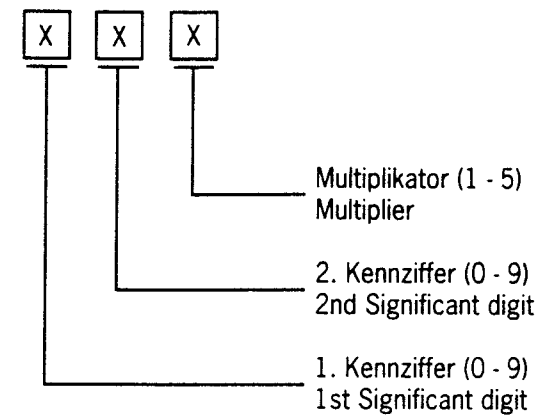 X X X
Multiplikator (1 - 5)
Multiplier
2. Kennziffer (0 - 9)
2nd Significant digit
1. Kennziffer (0 - 9)
1st Significant digit